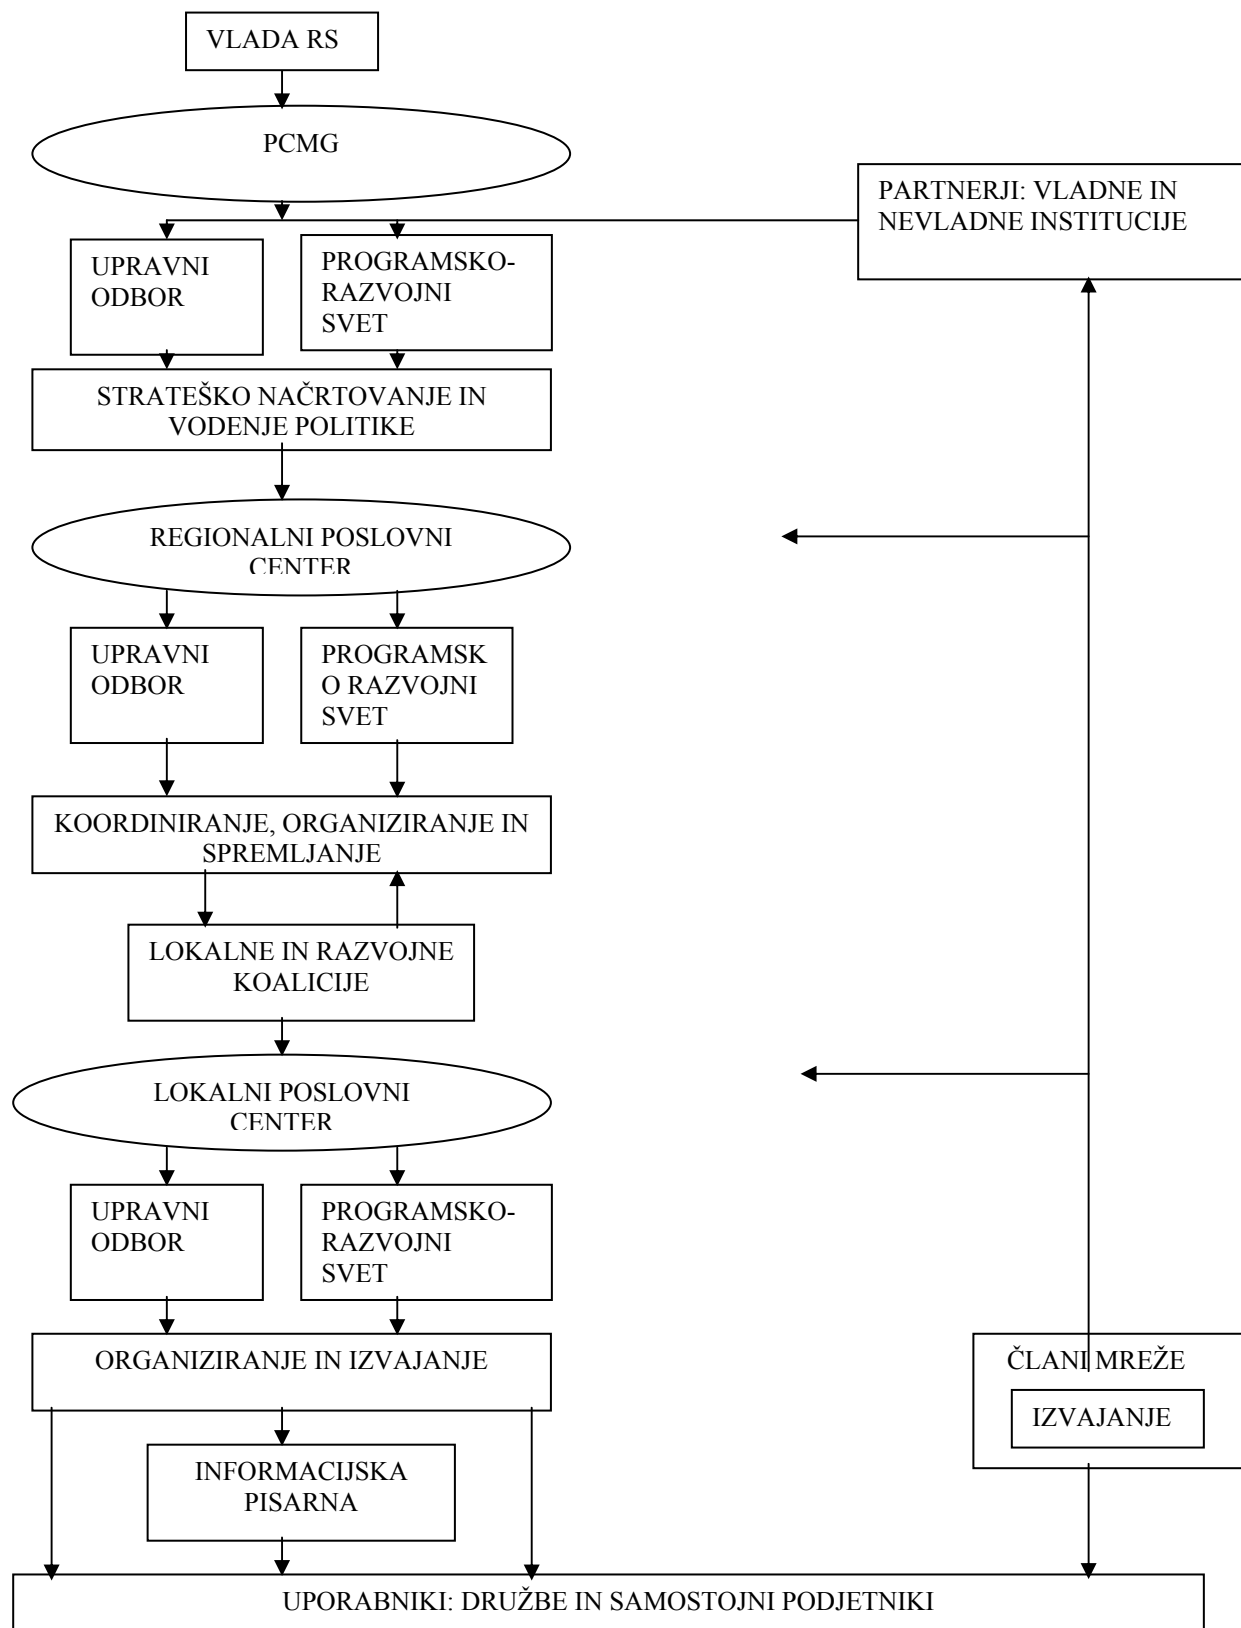 VLADA RS
PCMG
PARTNERJI: VLADNE IN
NEVLADNE INSTITUCIJE
UPRAVNI
ODBOR
PROGRAMSKO-
RAZVOJNI
SVET
STRATEŠKO NAČRTOVANJE IN
VODENJE POLITIKE
REGIONALNI POSLOVNI
CENTER
UPRAVNI
ODBOR
PROGRAMSK
O RAZVOJNI
SVET
KOORDINIRANJE, ORGANIZIRANJE IN
SPREMLJANJE
LOKALNE IN RAZVOJNE
KOALICIJE
LOKALNI POSLOVNI
CENTER
UPRAVNI
ODBOR
PROGRAMSKO-
RAZVOJNI
SVET
ORGANIZIRANJE IN IZVAJANJE
ČLANI MREŽE
IZVAJANJE
INFORMACIJSKA
PISARNA
UPORABNIKI: DRUŽBE IN SAMOSTOJNI PODJETNIKI